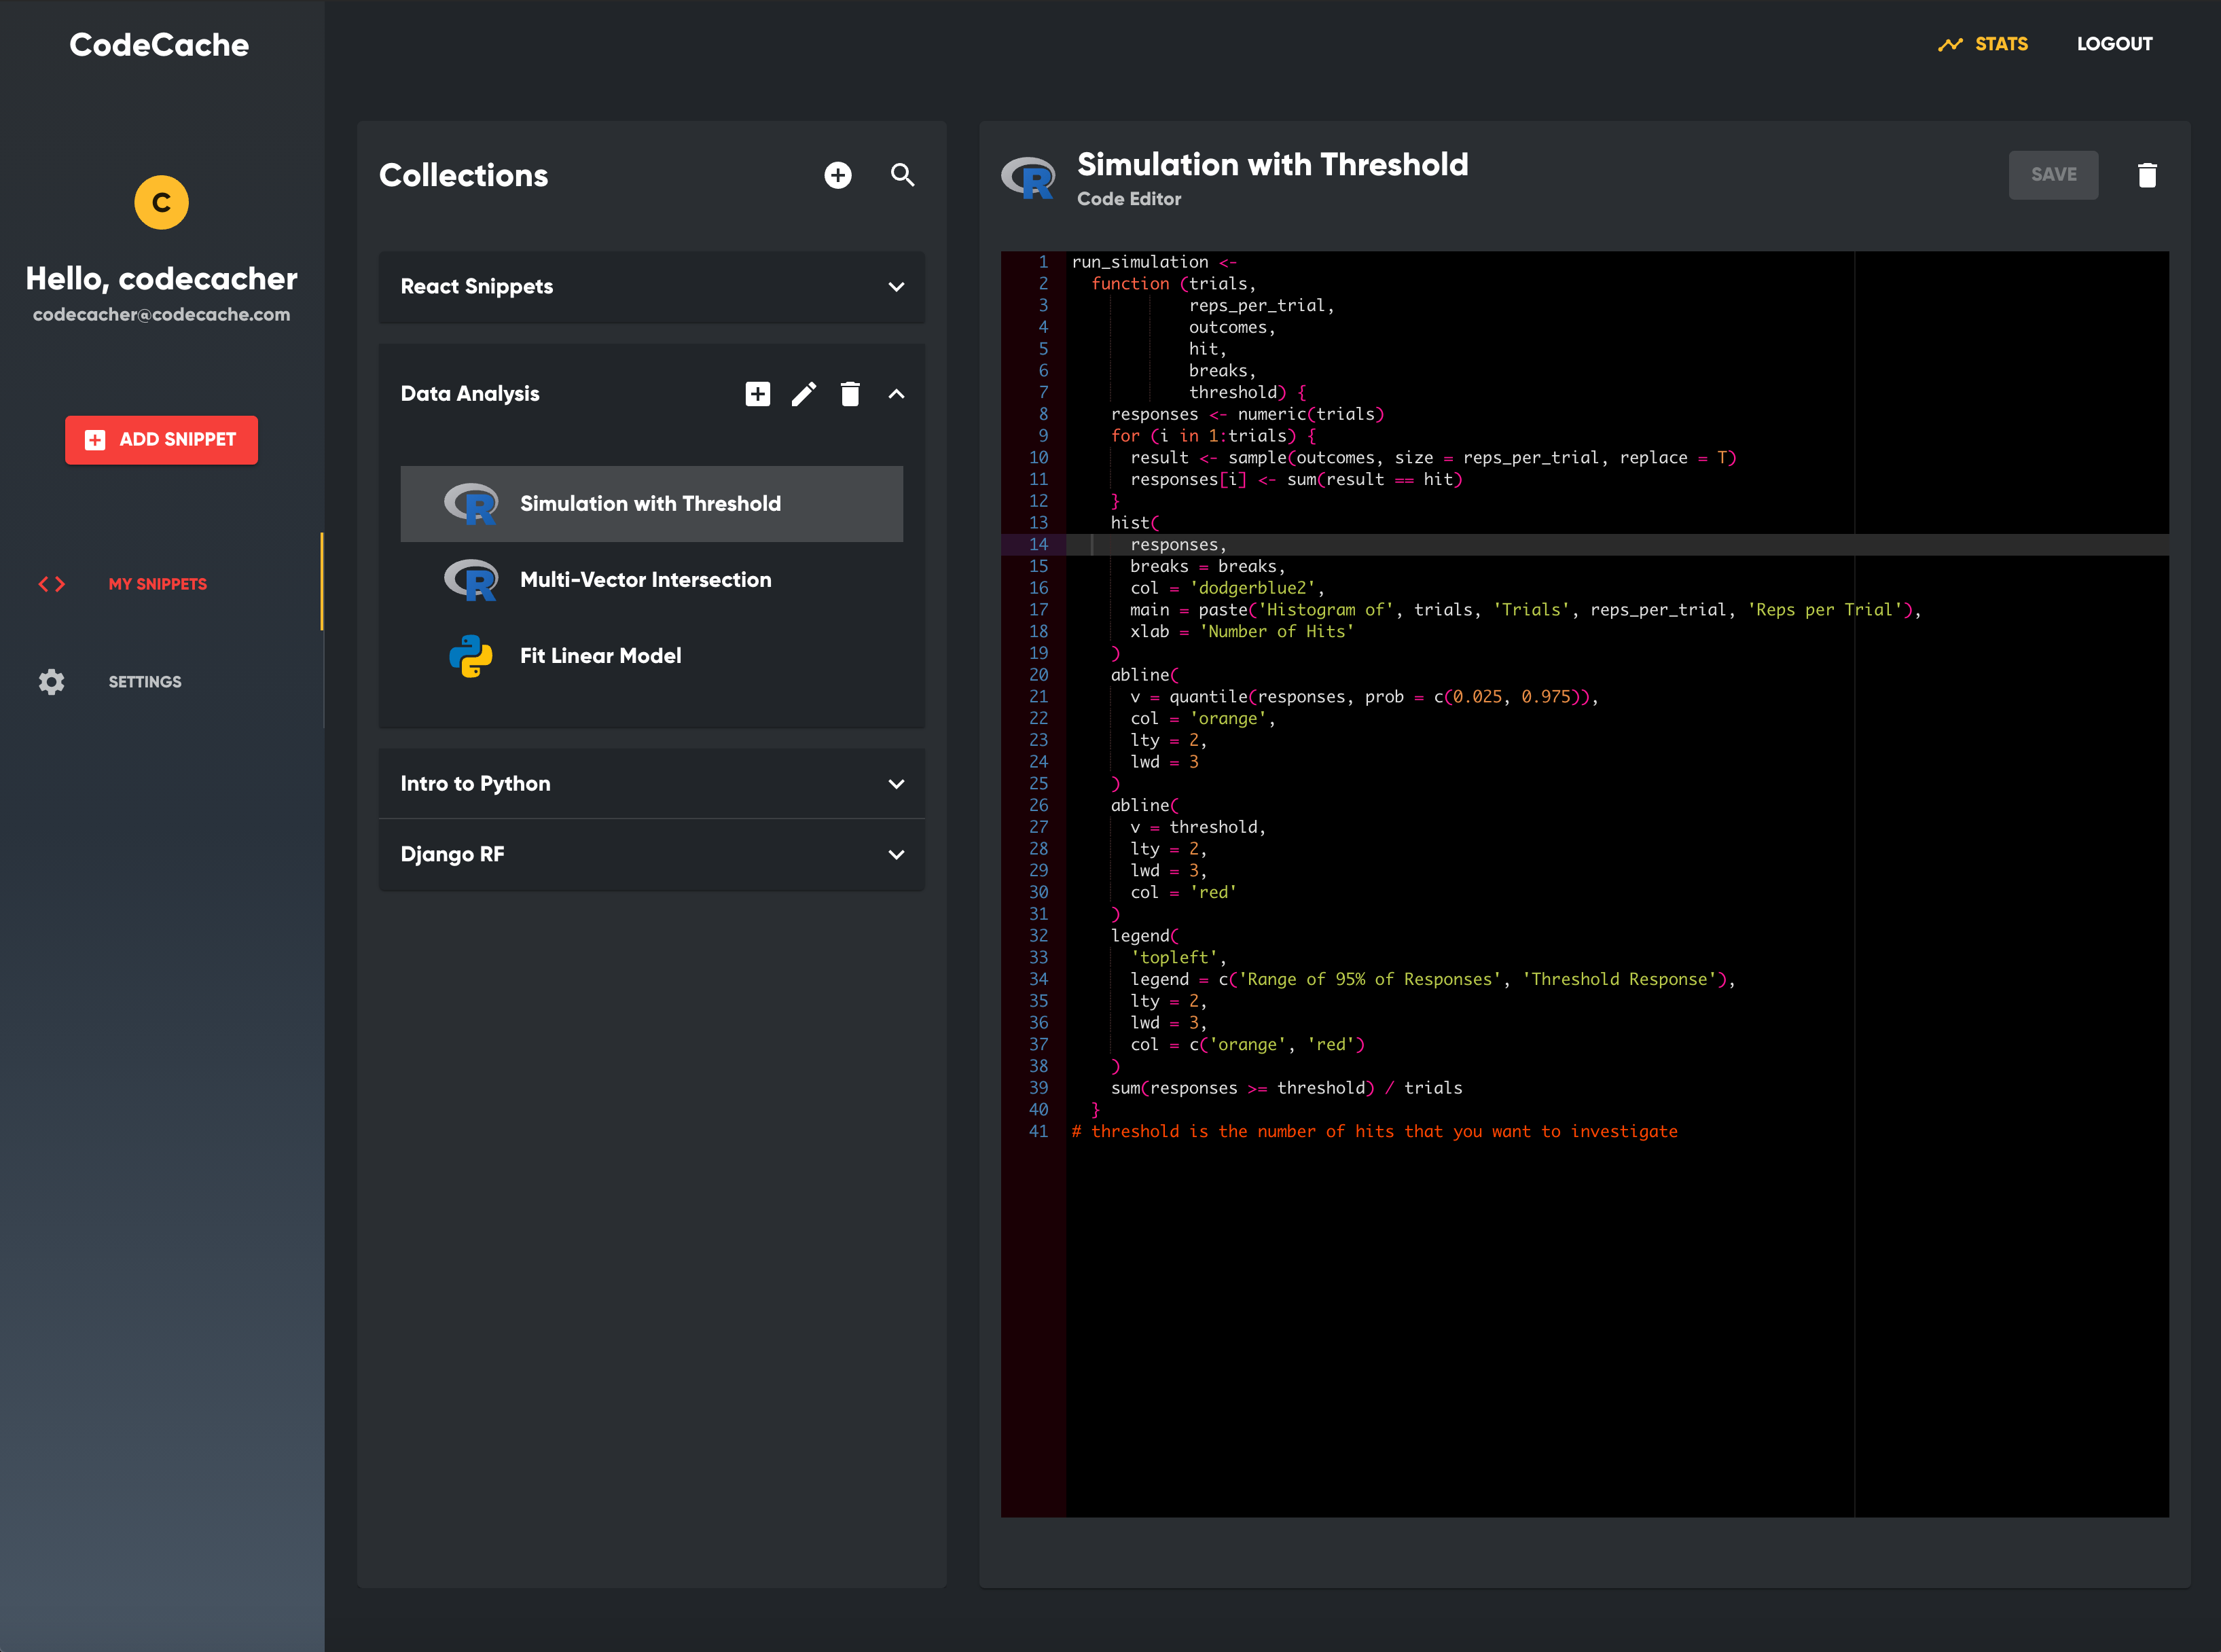 CodeCache
STATS
LOGOUT
C
Hello, codecacher
codecacher@codecache.com
ADD SNIPPET
MY SNIPPETS
SETTINGS
Collections
React Snippets
Data Analysis
R Simulation with Threshold
R Multi-Vector Intersection
Fit Linear Model
Intro to Python
Django RF
R
Simulation with Threshold
Code Editor
SAVE
1 run_simulation <-
2 function (trials,
3 reps_per_trial,
4 outcomes,
5 hit,
6 breaks,
7 threshold) {
8 responses <- numeric(trials)
9 for (i in 1:trials) {
10 result <- sample(outcomes, size = reps_per_trial, replace = T)
11 responses[i] <- sum(result == hit)
12 }
13 hist(
14 responses,
15 breaks = breaks,
16 col = 'dodgerblue2',
17 main = paste('Histogram of', trials, 'Trials', reps_per_trial, 'Reps per Trial'),
18 xlab = 'Number of Hits'
19 )
20 abline(
21 v = quantile(responses, prob = c(0.025, 0.975)),
22 col = 'orange',
23 lty = 2,
24 lwd = 3
25 )
26 abline(
27 v = threshold,
28 lty = 2,
29 lwd = 3,
30 col = 'red'
31 )
32 legend(
33 'topleft',
34 legend = c('Range of 95% of Responses', 'Threshold Response'),
35 lty = 2,
36 lwd = 3,
37 col = c('orange', 'red')
38 )
39 sum(responses >= threshold) / trials
40 }
41 # threshold is the number of hits that you want to investigate